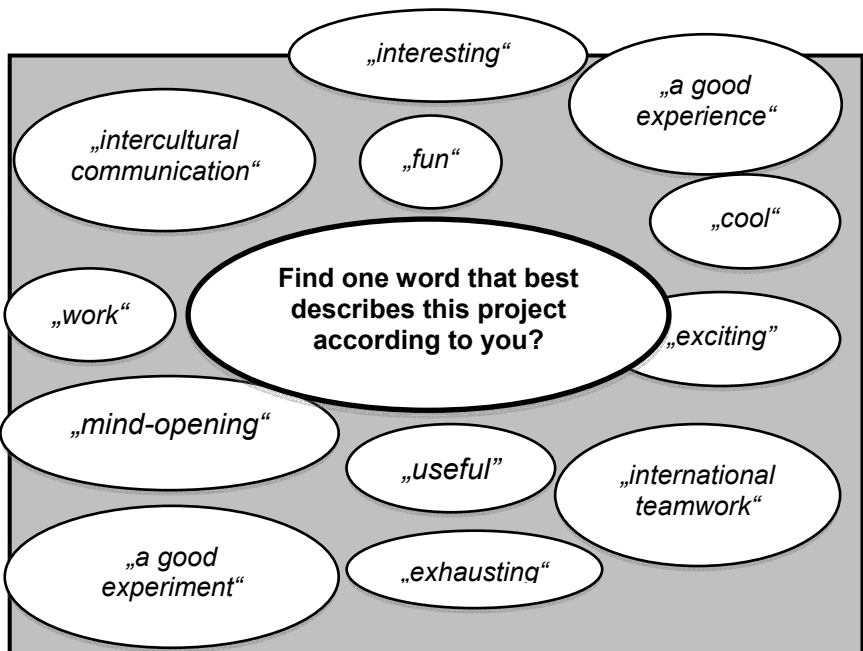 „interesting“
„a good
experience“
„intercultural
communication“
„fun“
„cool“
Find one word that best
describes this project
according to you?
„work“
„exciting”
„mind-opening“
„useful”
„international
teamwork“
„a good
experiment“
„exhausting“